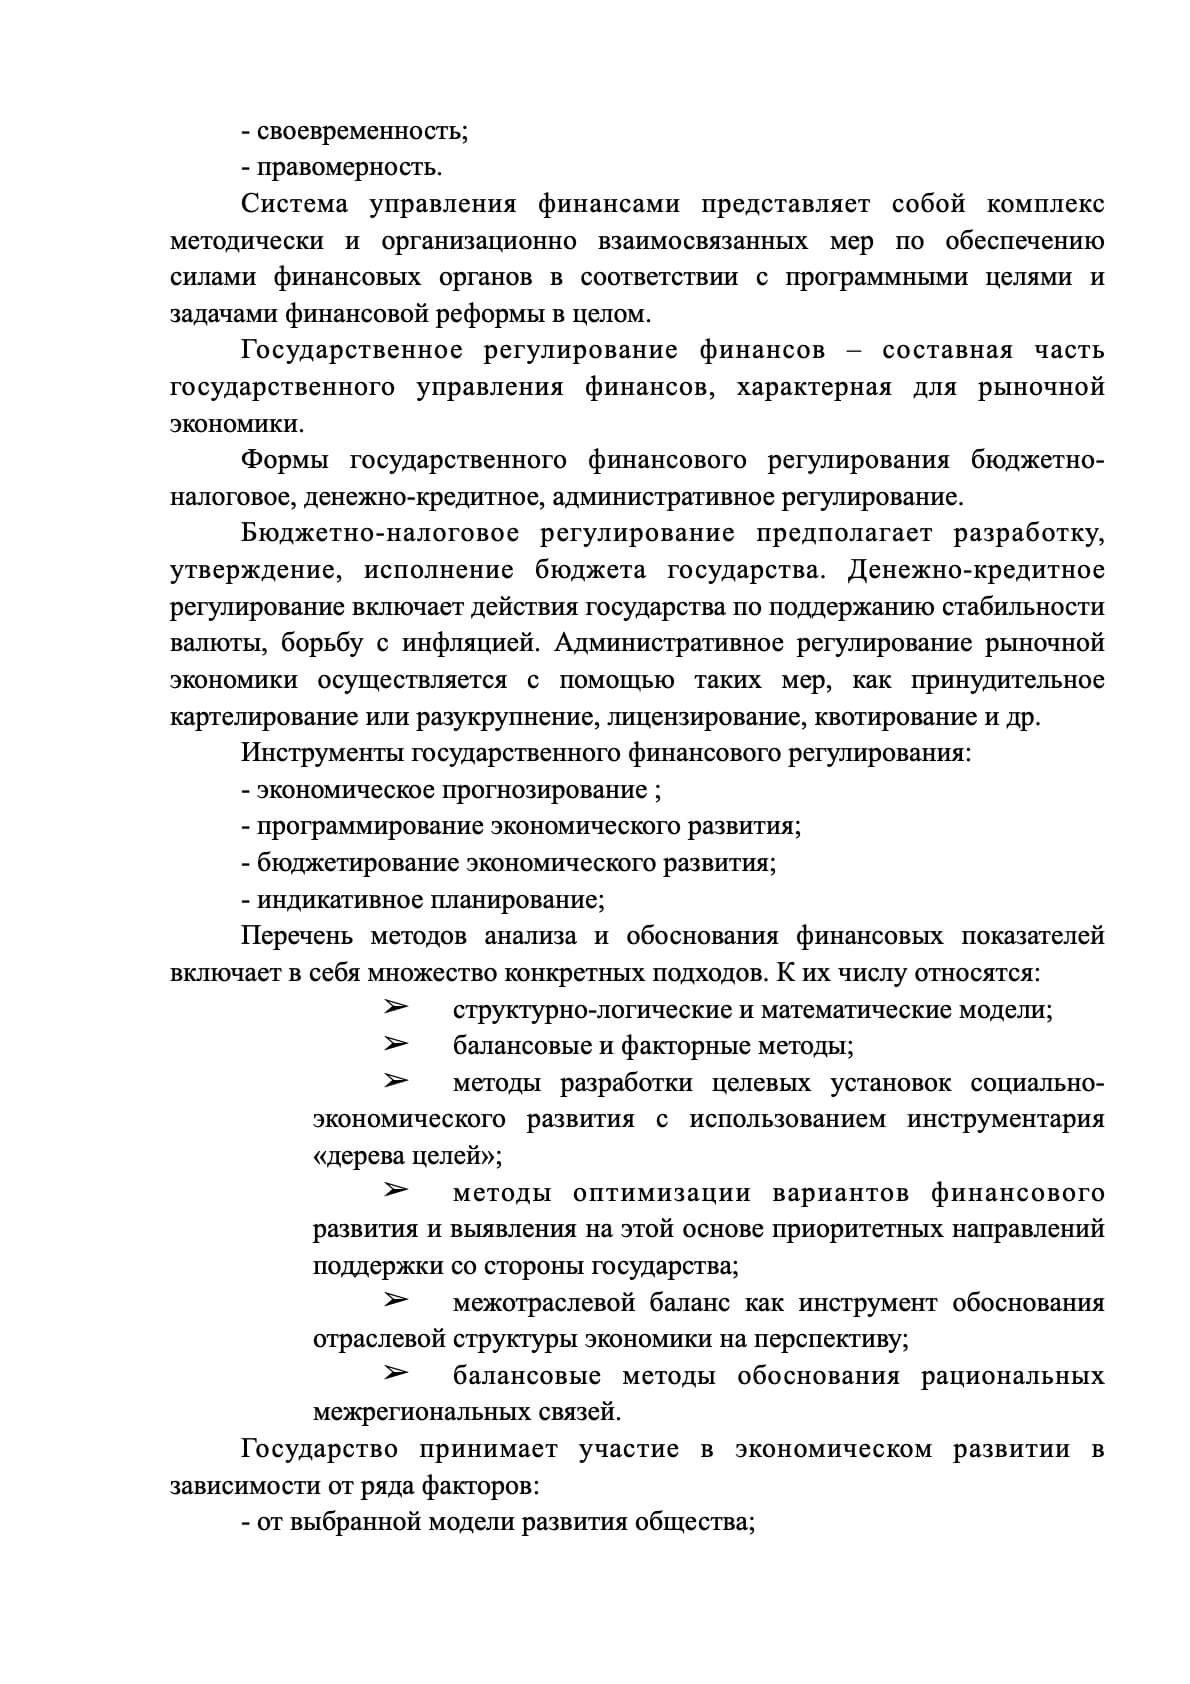 - своевременность;
- правомерность.
Система управления финансами представляет собой комплекс
методически и организационно взаимосвязанных мер по обеспечению
силами финансовых органов в соответствии с программными целями и
задачами финансовой реформы в целом.
Государственное регулирование финансов – составная часть
государственного управления финансов, характерная для рыночной
экономики.
Формы государственного финансового регулирования бюджетно-
налоговое, денежно-кредитное, административное регулирование.
Бюджетно-налоговое регулирование предполагает разработку,
утверждение, исполнение бюджета государства. Денежно-кредитное
регулирование включает действия государства по поддержанию стабильности
валюты, борьбу с инфляцией. Административное регулирование рыночной
экономики осуществляется с помощью таких мер, как принудительное
картелирование или разукрупнение, лицензирование, квотирование и др.
Инструменты государственного финансового регулирования:
- экономическое прогнозирование ;
- программирование экономического развития;
- бюджетирование экономического развития;
- индикативное планирование;
Перечень методов анализа и обоснования финансовых показателей
включает в себя множество конкретных подходов. К их числу относятся:
➢ структурно-логические и математические модели;
➢ балансовые и факторные методы;
➢ методы разработки целевых установок социально-
экономического развития с использованием инструментария
«дерева целей»;
➢ методы оптимизации вариантов финансового
развития и выявления на этой основе приоритетных направлений
поддержки со стороны государства;
➢ межотраслевой баланс как инструмент обоснования
отраслевой структуры экономики на перспективу;
➢ балансовые методы обоснования рациональных
межрегиональных связей.
Государство принимает участие в экономическом развитии в
зависимости от ряда факторов:
- от выбранной модели развития общества;